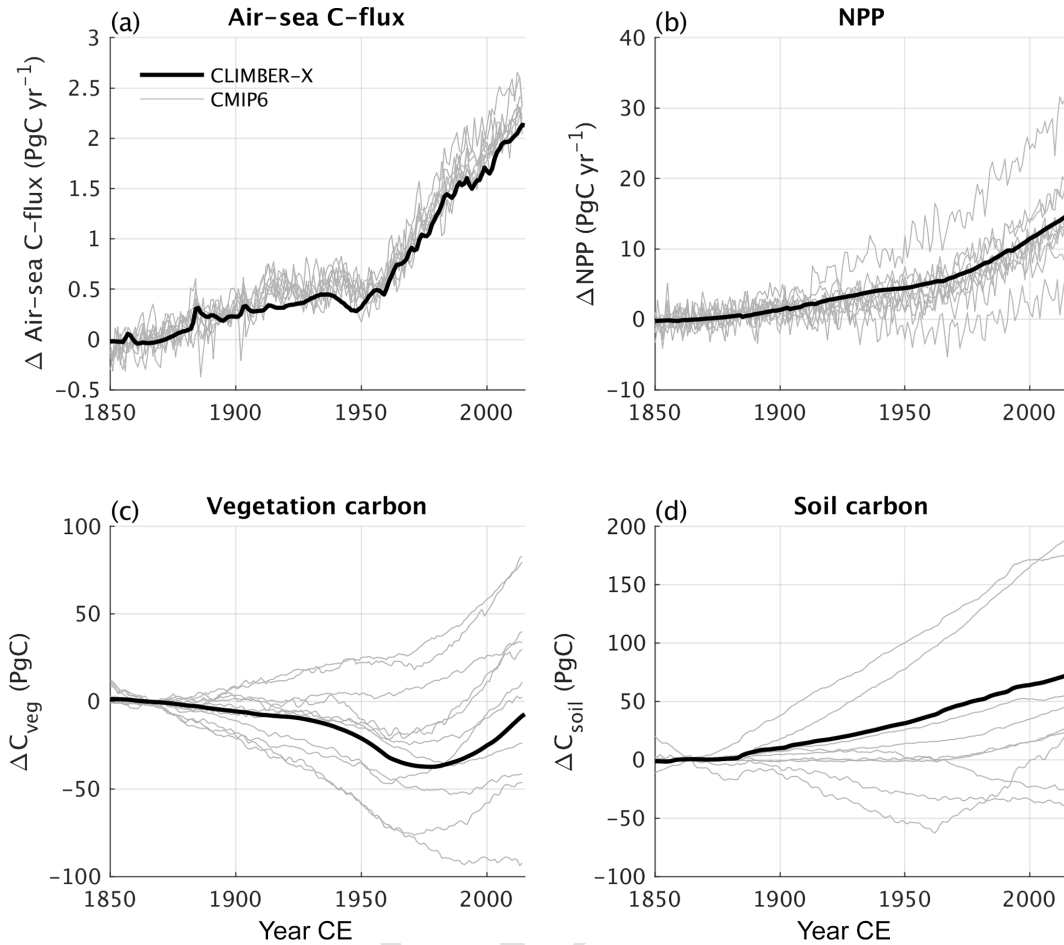 (a) Air−sea C−flux
3
2.5
2
1.5
1
0.5
0
−0.5
Δ Air−sea C−flux (PgC yr−1)
CLIMBER−X
CMIP6
1850 1900 1950 2000
(b) NPP
40
30
20
10
0
−10
ΔNPP (PgC yr−1)
1850 1900 1950 2000
(c) Vegetation carbon
100
50
0
−50
−100
ΔCveg (PgC)
1850 1900 1950 2000
Year CE
(d) Soil carbon
200
150
100
50
0
−50
−100
ΔCsoil (PgC)
1850 1900 1950 2000
Year CE